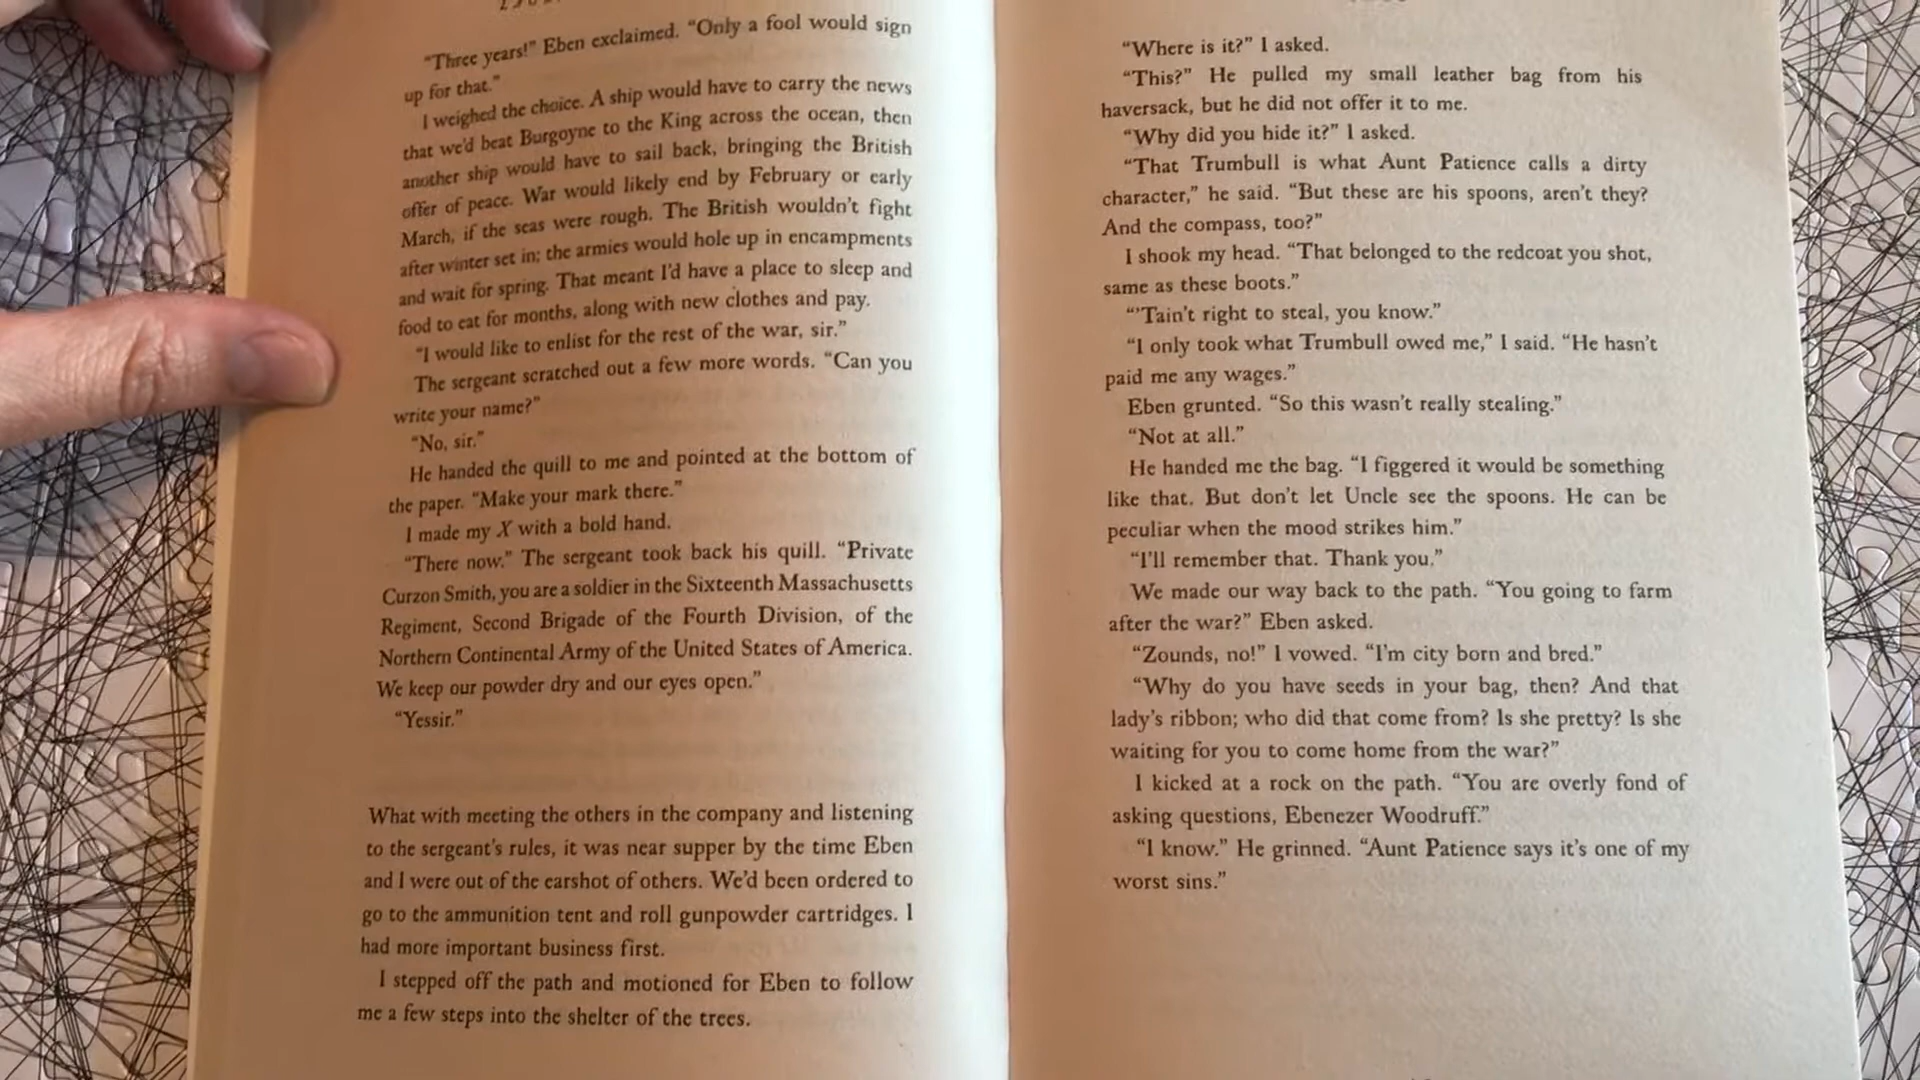 “Three years!” Eben exclaimed. “Only a fool would sign
up for that.”
I weighed the choice. A ship would have to carry the news
that we’d beat Burgoyne to the King across the ocean, then
another ship would have to sail back, bringing the British
offer of peace. War would likely end by February or early
March, if the seas were rough. The British wouldn’t fight
after winter set in; the armies would hole up in encampments
and wait for spring. That meant I’d have a place to sleep and
food to eat for months, along with new clothes and pay.
“I would like to enlist for the rest of the war, sir.”
The sergeant scratched out a few more words. “Can you
write your name?”
“No, sir.”
He handed the quill to me and pointed at the bottom of
the paper. “Make your mark there.”
I made my X with a bold hand.
“There now.” The sergeant took back his quill. “Private
Curzon Smith, you are a soldier in the Sixteenth Massachusetts
Regiment, Second Brigade of the Fourth Division, of the
Northern Continental Army of the United States of America.
We keep our powder dry and our eyes open.”
“Yessir.”
What with meeting the others in the company and listening
to the sergeant’s rules, it was near supper by the time Eben
and I were out of the earshot of others. We’d been ordered to
go to the ammunition tent and roll gunpowder cartridges. I
had more important business first.
I stepped off the path and motioned for Eben to follow
me a few steps into the shelter of the trees.
“Where is it?” I asked.
“This?” He pulled my small leather bag from his
haversack, but he did not offer it to me.
“Why did you hide it?” I asked.
“That Trumbull is what Aunt Patience calls a dirty
character,” he said. “But these are his spoons, aren’t they?
And the compass, too?”
I shook my head. “That belonged to the redcoat you shot,
same as these boots.”
“’Tain’t right to steal, you know.”
“I only took what Trumbull owed me,” I said. “He hasn’t
paid me any wages.”
Eben grunted. “So this wasn’t really stealing.”
“Not at all.”
He handed me the bag. “I figgered it would be something
like that. But don’t let Uncle see the spoons. He can be
peculiar when the mood strikes him.”
“I’ll remember that. Thank you.”
We made our way back to the path. “You going to farm
after the war?” Eben asked.
“Zounds, no!” I vowed. “I’m city born and bred.”
“Why do you have seeds in your bag, then? And that
lady’s ribbon; who did that come from? Is she pretty? Is she
waiting for you to come home from the war?”
I kicked at a rock on the path. “You are overly fond of
asking questions, Ebenezer Woodruff.”
“I know.” He grinned. “Aunt Patience says it’s one of my
worst sins.”